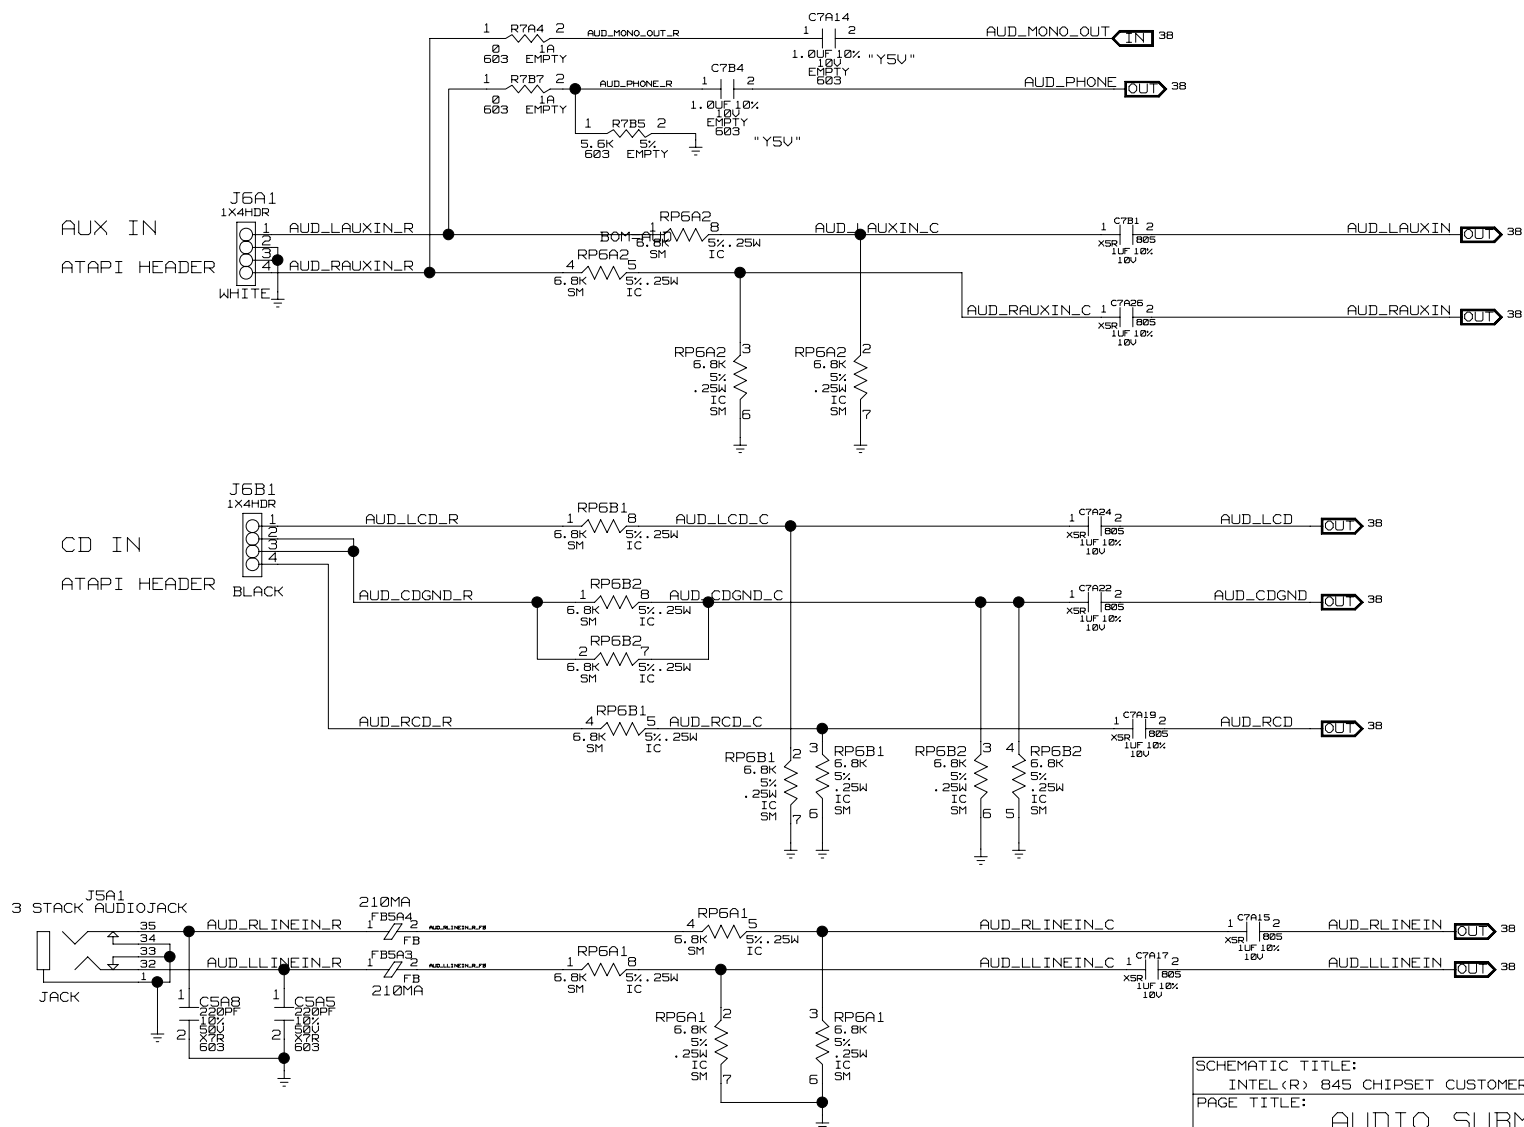 1 R7A4 2 AUD_MONO_OUT_R 1 C7A14 2 AUD_MONO_OUT IN 38
0 1A
603 EMPTY
1.0UF 10%
10V
EMPTY
603
"Y5V"
1 R7B7 2 AUD_PHONE_R 1 C7B4 2 AUD_PHONE OUT 38
0 1A
603 EMPTY
1.0UF 10%
10V
EMPTY
603
"Y5V"
1 R7B5 2
5.6K 5%
603 EMPTY
AUX IN
ATAPI HEADER
J6A1
1X4HDR
1
2
3
4
WHITE
AUD_LAUXIN_R BOM=AUD 1 RP6A2 8 AUD_LAUXIN_C 1 C7B1 2 AUD_LAUXIN OUT 38
6.8K 5%.25W
SM IC
X5R 805
1UF 10%
10V
AUD_RAUXIN_R 4 RP6A2 5
6.8K 5%.25W
SM IC
AUD_RAUXIN_C 1 C7A26 2 AUD_RAUXIN OUT 38
X5R 805
1UF 10%
10V
RP6A2 3
6.8K
5%
.25W
IC
SM 6
RP6A2 2
6.8K
5%
.25W
IC
SM 7
CD IN
ATAPI HEADER
J6B1
1X4HDR
1
2
3
4
BLACK
AUD_LCD_R 1 RP6B1 8 AUD_LCD_C 1 C7A24 2 AUD_LCD OUT 38
6.8K 5%.25W
SM IC
X5R 805
1UF 10%
10V
AUD_CDGND_R 1 RP6B2 8 AUD_CDGND_C 1 C7A22 2 AUD_CDGND OUT 38
6.8K 5%.25W
SM IC
X5R 805
1UF 10%
10V
2 RP6B2 7
6.8K 5%.25W
SM IC
AUD_RCD_R 4 RP6B1 5 AUD_RCD_C 1 C7A19 2 AUD_RCD OUT 38
6.8K 5%.25W
SM IC
X5R 805
1UF 10%
10V
RP6B1 2
6.8K
5%
.25W
IC
SM 7
3 RP6B1
6.8K
5%
.25W
IC
6 SM
RP6B2 3
6.8K
5%
.25W
IC
SM 6
4 RP6B2
6.8K
5%
.25W
IC
5 SM
J5A1
3 STACK AUDIOJACK
35
34
33
32
1
JACK
AUD_RLINEIN_R 210MA 1 FB5A4 2 FB AUD_RLINEIN_R_FB 4 RP6A1 5 AUD_RLINEIN_C 1 C7A15 2 AUD_RLINEIN OUT 38
6.8K 5%.25W
SM IC
X5R 805
1UF 10%
10V
AUD_LLINEIN_R 1 FB5A3 2 FB 210MA AUD_LLINEIN_R_FB 1 RP6A1 8 AUD_LLINEIN_C 1 C7A17 2 AUD_LLINEIN OUT 38
6.8K 5%.25W
SM IC
X5R 805
1UF 10%
10V
1 C5A8
220PF
10%
50V
2 X7R
603
1 C5A5
220PF
10%
50V
2 X7R
603
RP6A1 2
6.8K
5%
.25W
IC
SM 7
3 RP6A1
6.8K
5%
.25W
IC
6 SM
SCHEMATIC TITLE:
INTEL(R) 845 CHIPSET CUSTOMER
PAGE TITLE:
AUDIO SUBM